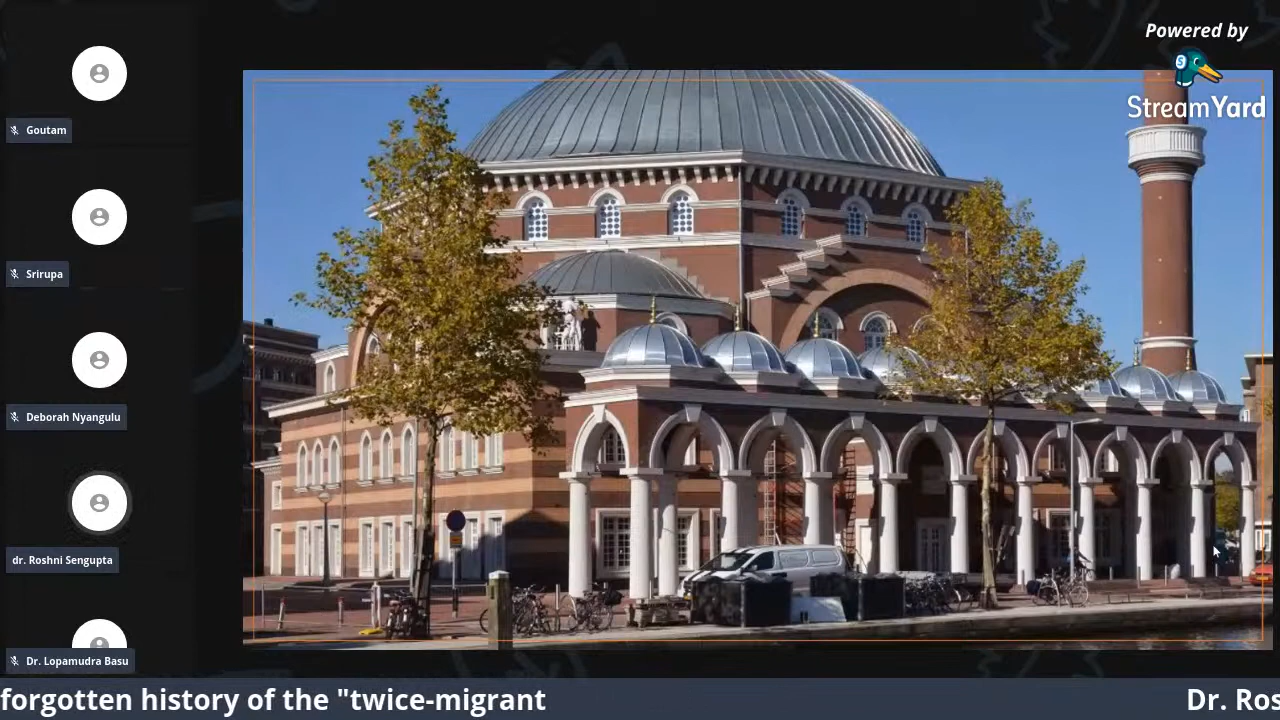 Powered by
StreamYard
Goutam
Srirupa
Deborah Nyangulu
dr. Roshni Sengupta
Dr. Lopamudra Basu
forgotten history of the "twice-migrant
Dr. Ros